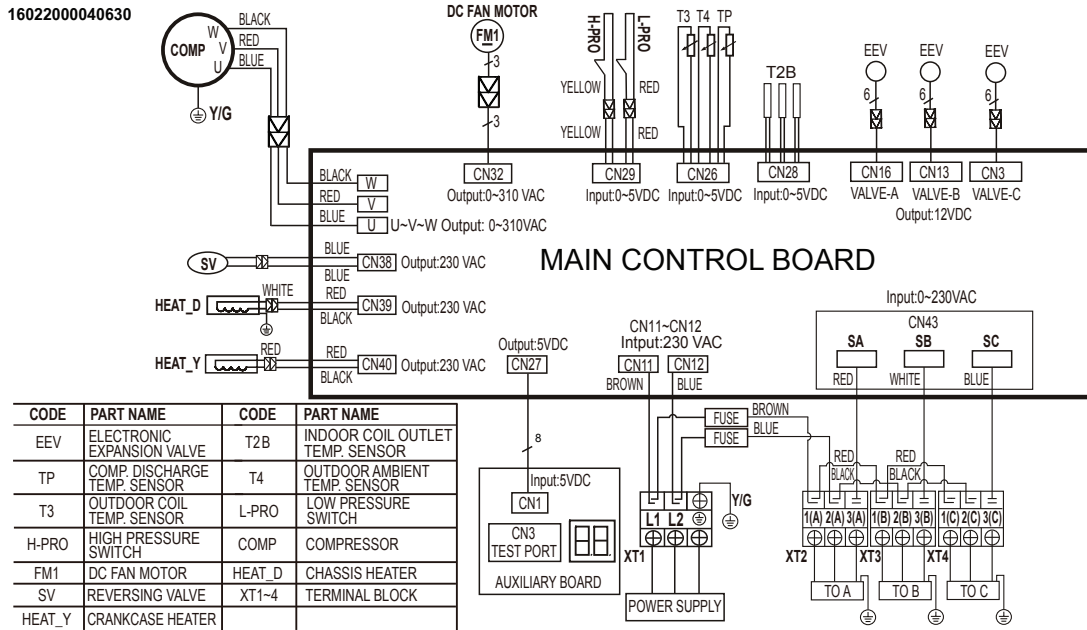 16022000040630
COMP
W
V
U
BLACK
RED
BLUE
Y/G
DC FAN MOTOR
FM1
3
3
H-PRO
L-PRO
YELLOW
RED
YELLOW
RED
T3 T4 TP
T2B
EEV
EEV
EEV
6
6
6
CN32
Output:0~310 VAC
CN29
Input:0~5VDC
CN26
Input:0~5VDC
CN28
Input:0~5VDC
CN16
VALVE-A
CN13
VALVE-B
CN3
VALVE-C
Output:12VDC
BLACK
W
RED
V
BLUE
U
U~V~W Output: 0~310VAC
MAIN CONTROL BOARD
SV
BLUE
BLUE
CN38
Output:230 VAC
HEAT_D
WHITE
RED
BLACK
CN39
Output:230 VAC
HEAT_Y
RED
RED
BLACK
CN40
Output:230 VAC
Output:5VDC
CN27
8
CN11~CN12
Intput:230 VAC
CN11
CN12
BROWN
BLUE
Input:0~230VAC
CN43
SA
SB
SC
RED
WHITE
BLUE
FUSE
BROWN
FUSE
BLUE
Input:5VDC
CN1
CN3
TEST PORT
AUXILIARY BOARD
L1 L2
Y/G
XT1
POWER SUPPLY
RED
RED
BLACK
BLACK
1(A) 2(A) 3(A)
1(B) 2(B) 3(B)
1(C) 2(C) 3(C)
XT2
XT3
XT4
TO A
TO B
TO C
CODE PART NAME CODE PART NAME
EEV ELECTRONIC EXPANSION VALVE T2B INDOOR COIL OUTLET TEMP. SENSOR
TP COMP. DISCHARGE TEMP. SENSOR T4 OUTDOOR AMBIENT TEMP. SENSOR
T3 OUTDOOR COIL TEMP. SENSOR L-PRO LOW PRESSURE SWITCH
H-PRO HIGH PRESSURE SWITCH COMP COMPRESSOR
FM1 DC FAN MOTOR HEAT_D CHASSIS HEATER
SV REVERSING VALVE XT1~4 TERMINAL BLOCK
HEAT_Y CRANKCASE HEATER